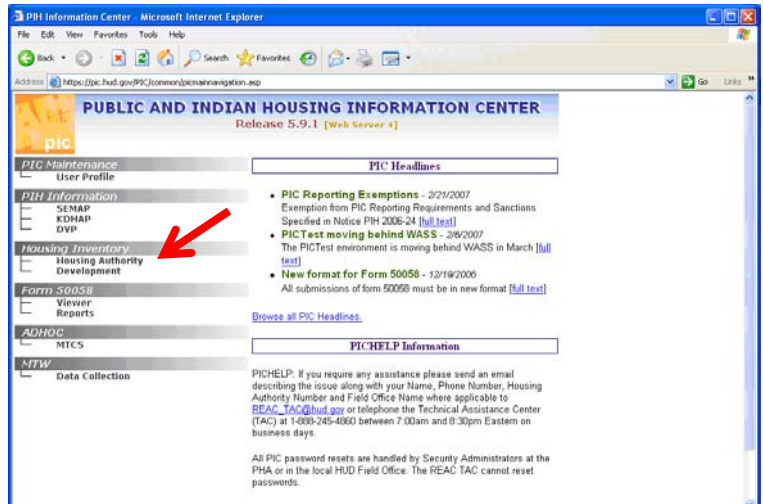 PIH Information Center - Microsoft Internet Explorer
File Edit View Favorites Tools Help
Back Search Favorites
Address https://pic.hud.gov/PIC/common/picmainnavigation.asp Go Links »
PUBLIC AND INDIAN HOUSING INFORMATION CENTER
Release 5.9.1 [Web Server 4]
pic
PIC Maintenance
User Profile
PIH Information
SEMAP
KDHAP
DVP
Housing Inventory
Housing Authority
Development
Form 50058
Viewer
Reports
ADHOC
MTCS
MTW
Data Collection
PIC Headlines
• PIC Reporting Exemptions - 2/21/2007
Exemption from PIC Reporting Requirements and Sanctions
Specified in Notice PIH 2006-24 [full text]
• PICTest moving behind WASS - 2/6/2007
The PICTest environment is moving behind WASS in March [full
text]
• New format for Form 50058 - 12/19/2006
All submissions of form 50058 must be in new format [full text]
Browse all PIC Headlines.
PICHELP Information
PICHELP: If you require any assistance please send an email
describing the issue along with your Name, Phone Number, Housing
Authority Number and Field Office Name where applicable to
REAC_TAC@hud.gov or telephone the Technical Assistance Center
(TAC) at 1-888-245-4860 between 7:00am and 8:30pm Eastern on
business days.
All PIC password resets are handled by Security Administrators at the
PHA or in the local HUD Field Office. The REAC TAC cannot reset
passwords.